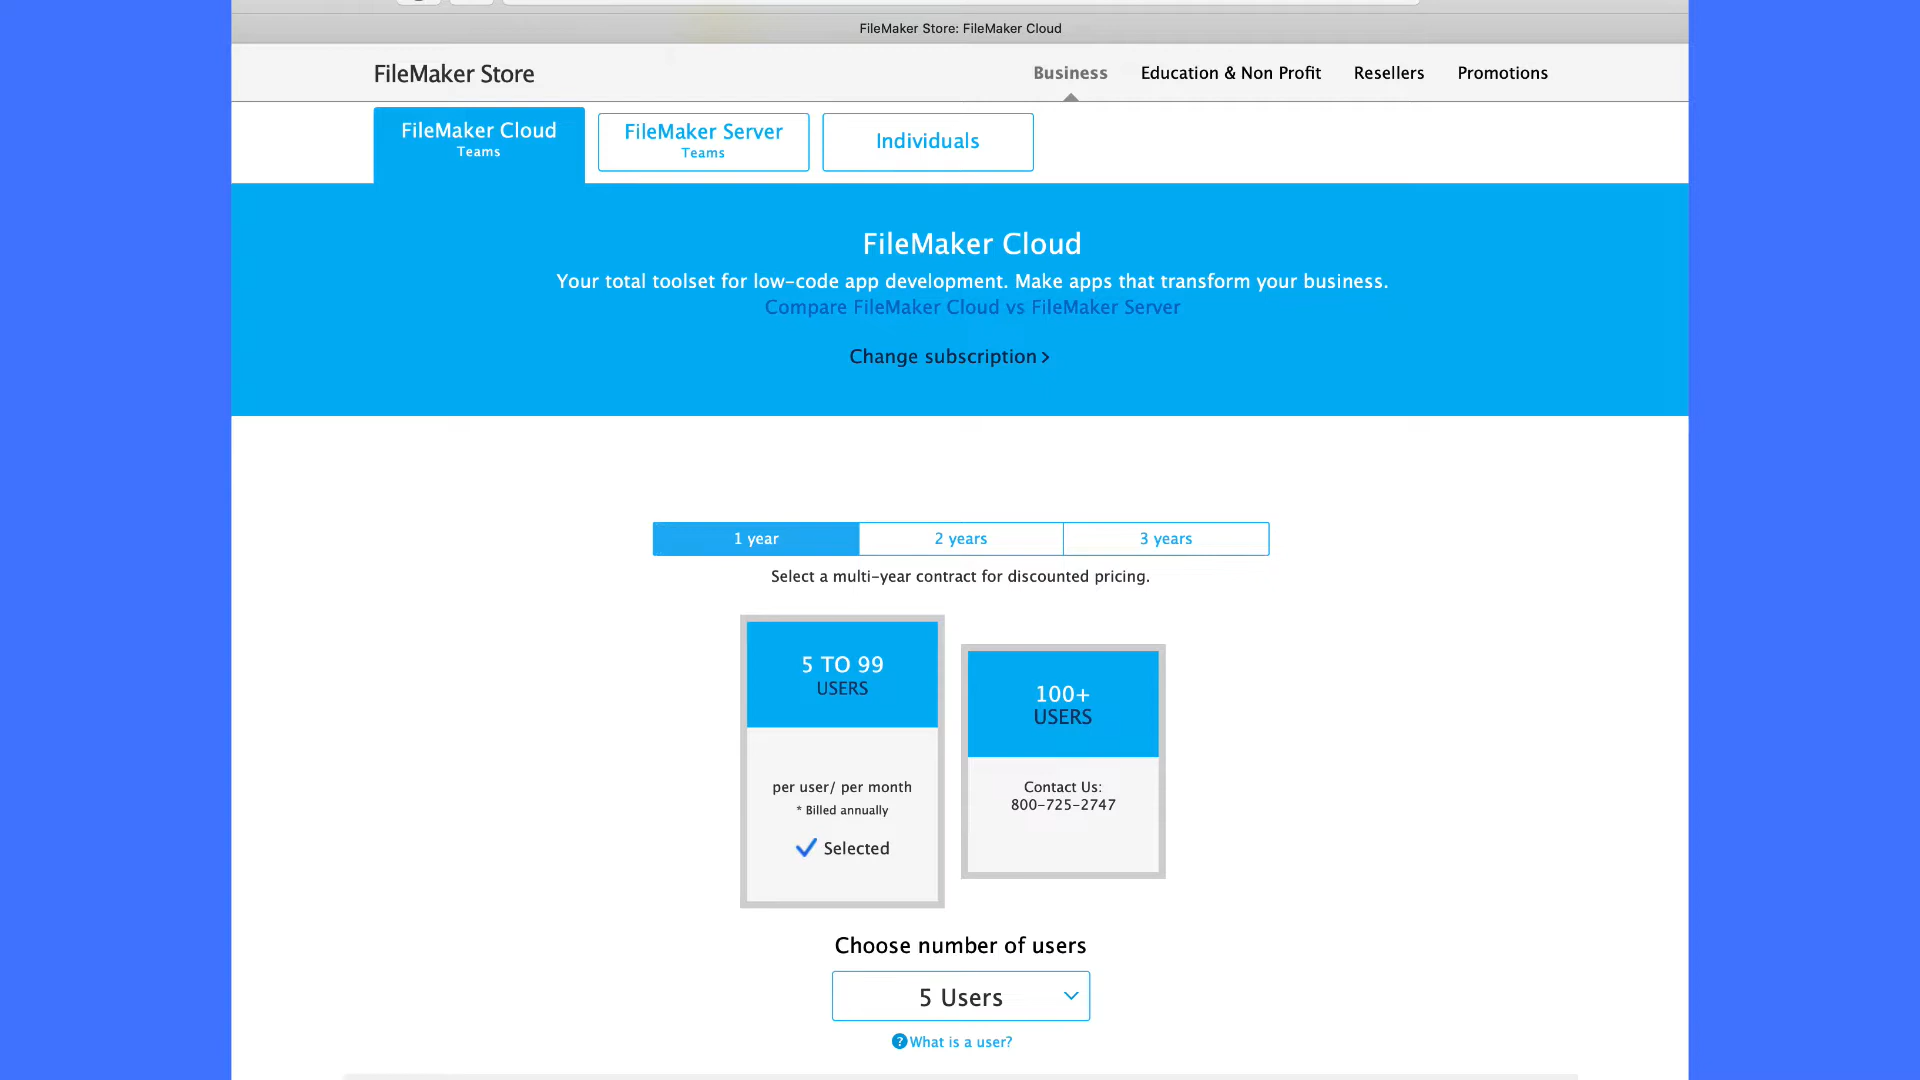 FileMaker Store: FileMaker Cloud
FileMaker Store
Business
Education & Non Profit
Resellers
Promotions
FileMaker Cloud
Teams
FileMaker Server
Teams
Individuals
FileMaker Cloud
Your total toolset for low-code app development. Make apps that transform your business.
Compare FileMaker Cloud vs FileMaker Server
Change subscription >
1 year
2 years
3 years
Select a multi-year contract for discounted pricing.
5 TO 99
USERS
per user/ per month
* Billed annually
Selected
100+
USERS
Contact Us:
800-725-2747
Choose number of users
5 Users
? What is a user?